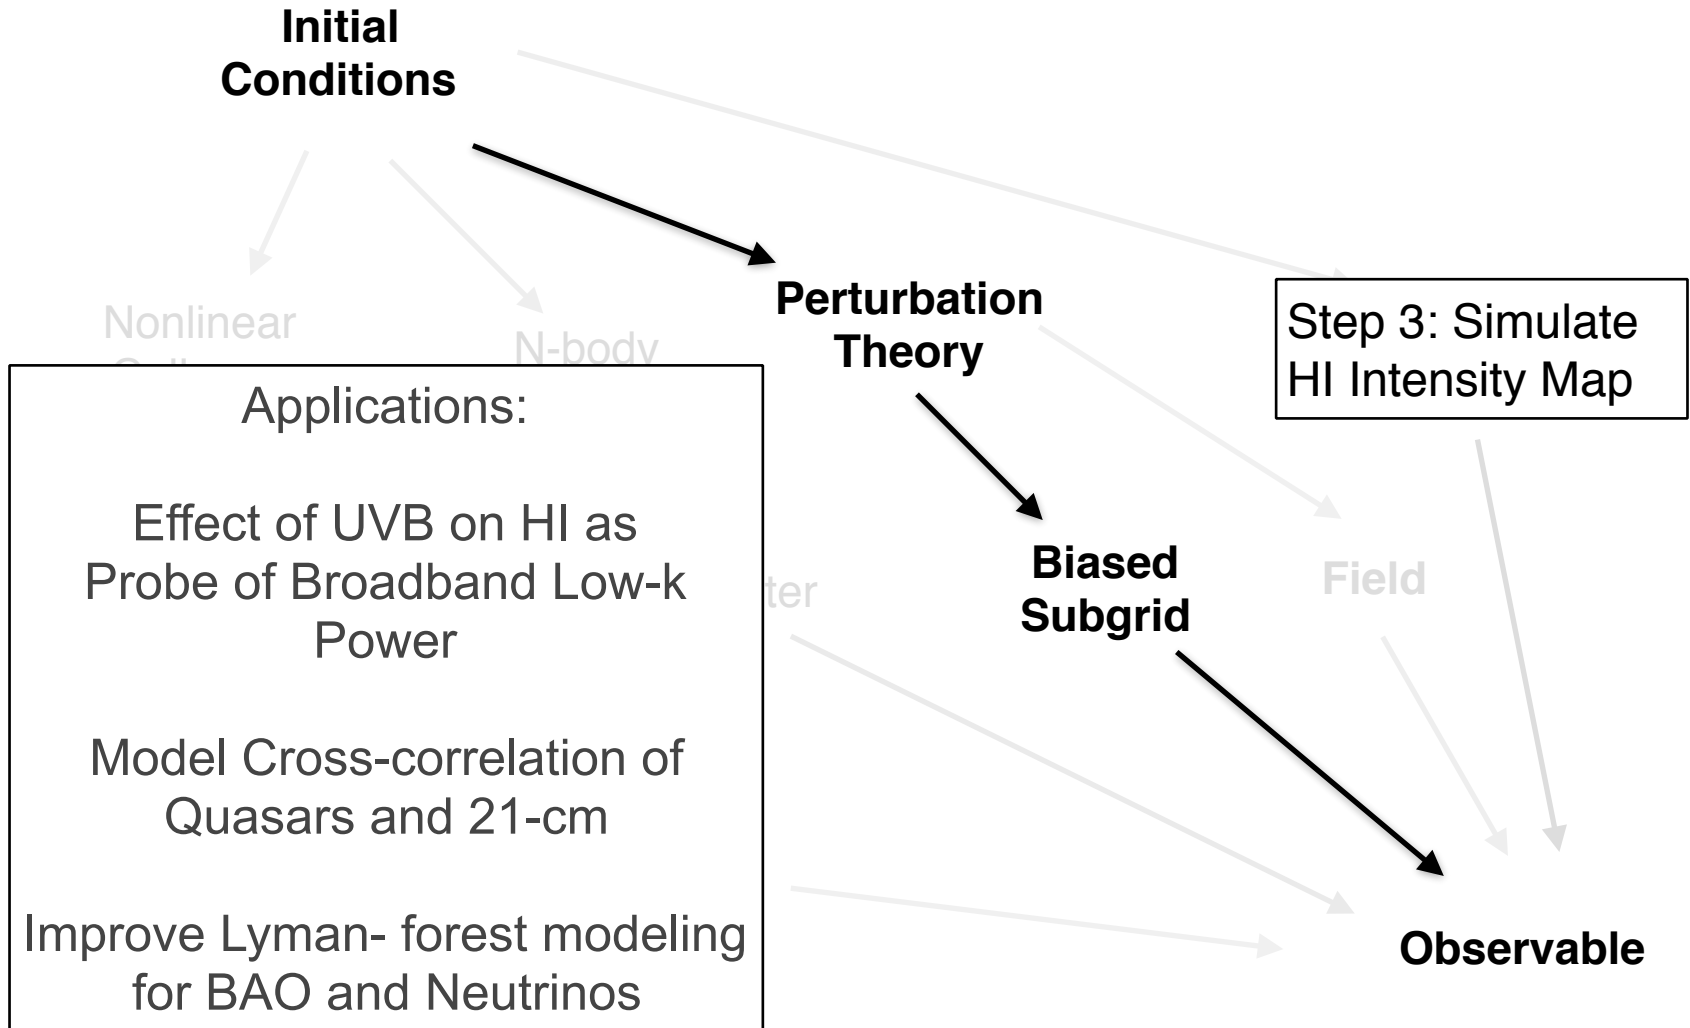 Initial
Conditions
Nonlinear
N-body
Perturbation
Theory
Step 3: Simulate
HI Intensity Map
Applications:
Effect of UVB on HI as
Probe of Broadband Low-k
Power
Model Cross-correlation of
Quasars and 21-cm
Improve Lyman- forest modeling
for BAO and Neutrinos
ter
Biased
Subgrid
Field
Observable